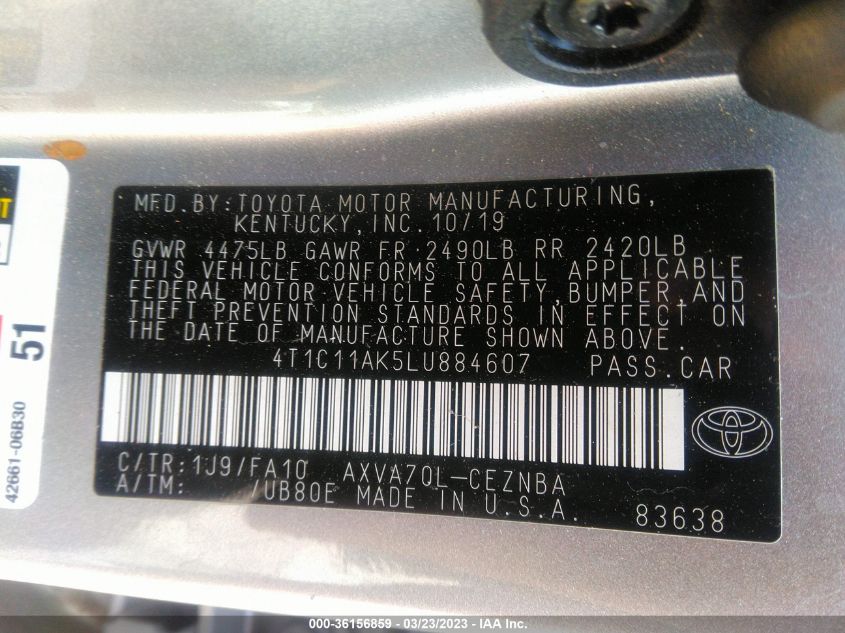 MFD.BY:TOYOTA MOTOR MANUFACTURING,
KENTUCKY,INC. 10/19
GVWR 4475LB GAWR FR 2490LB RR 2420LB
THIS VEHICLE CONFORMS TO ALL APPLICABLE
FEDERAL MOTOR VEHICLE SAFETY,BUMPER,AND
THEFT PREVENTION STANDARDS IN EFFECT ON
THE DATE OF MANUFACTURE SHOWN ABOVE.
4T1C11AK5LU884607 PASS.CAR
C/TR:1J9/FA10 AXVA70L-CEZNBA
A/TM: /UB80E MADE IN U.S.A.
83638
51
42661-06B30
000-36156859 — 03/23/2023 — IAA Inc.